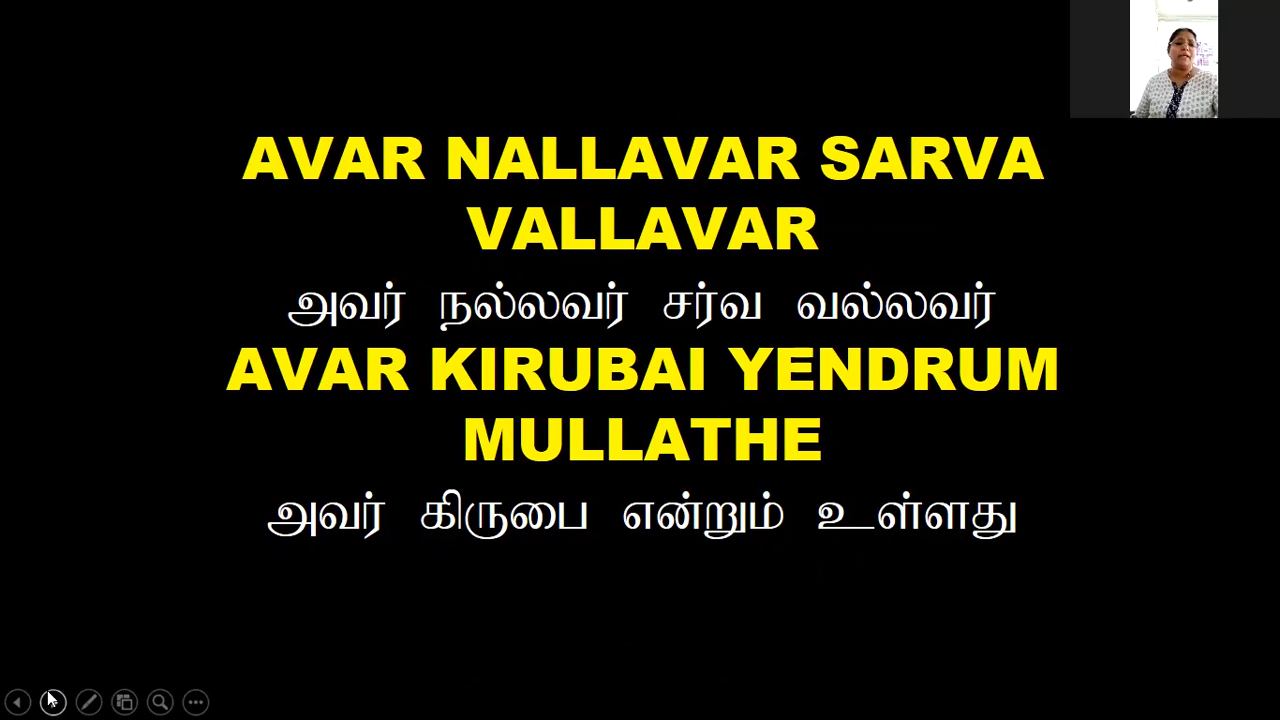 AVAR NALLAVAR SARVA
VALLAVAR
அவர் நல்லவர் சர்வ வல்லவர்
AVAR KIRUBAI YENDRUM
MULLATHE
அவர் கிருபை என்றும் உள்ளது